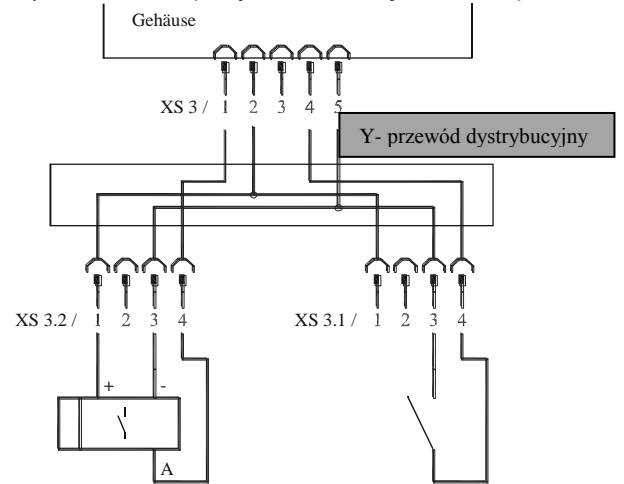 Gehäuse
XS 3 / 1 2 3 4 5
Y- przewód dystrybucyjny
XS 3.2 / 1 2 3 4
XS 3.1 / 1 2 3 4
+ -
A